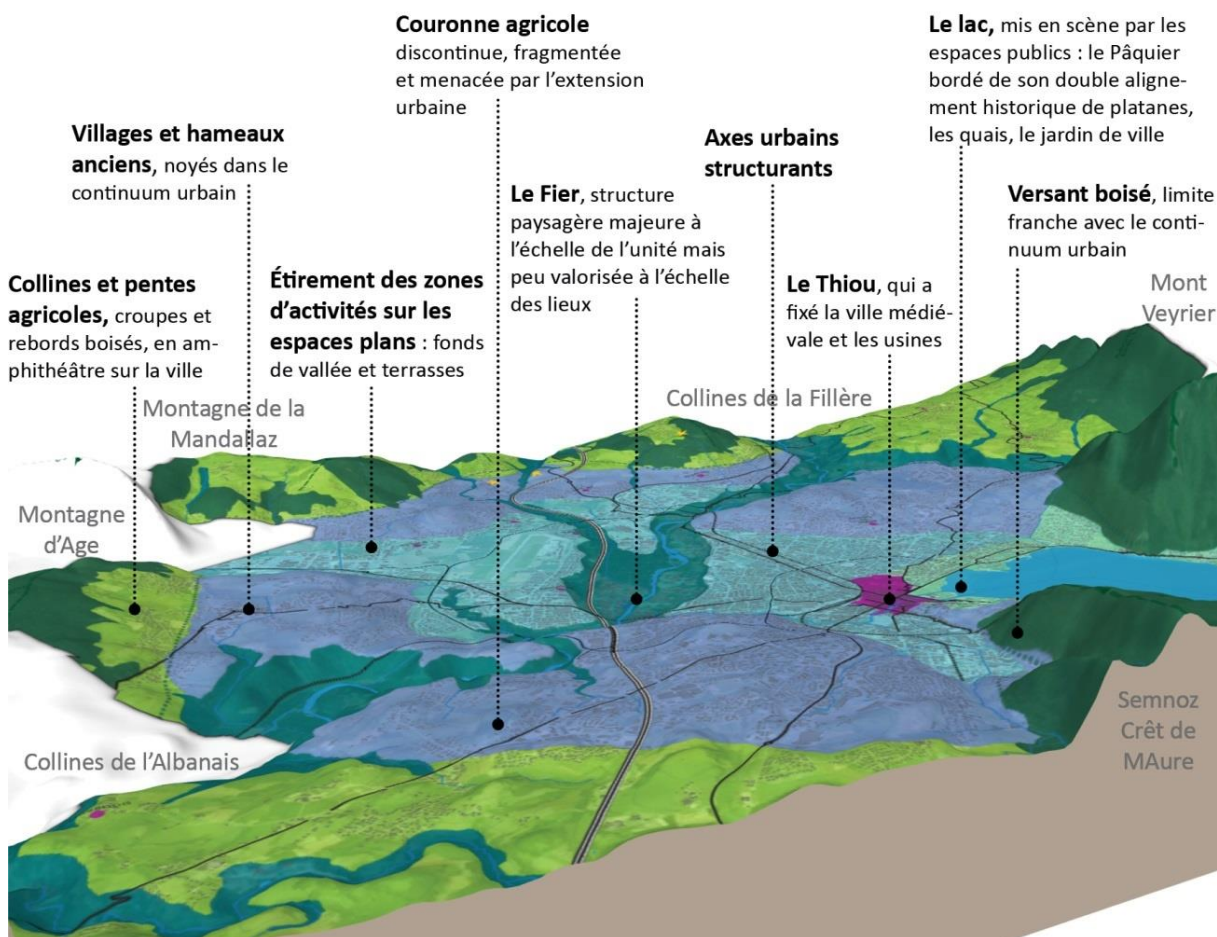 Couronne agricole
discontinue, fragmentée
et menacée par l'extension
urbaine
Le lac, mis en scène par les
espaces publics : le Pâquier
bordé de son double aligne-
ment historique de platanes,
les quais, le jardin de ville
Villages et hameaux
anciens, noyés dans le
continuum urbain
Axes urbains
structurants
Le Fier, structure
paysagère majeure à
l'échelle de l'unité mais
peu valorisée à l'échelle
des lieux
Versant boisé, limite
franche avec le conti-
nuum urbain
Collines et pentes
agricoles, croupes et
rebords boisés, en am-
phithéâtre sur la ville
Étirement des zones
d'activités sur les
espaces plans : fonds
de vallée et terrasses
Le Thiou, qui a
fixé la ville médié-
vale et les usines
Mont
Veyrier
Montagne de la
Mandallaz
Collines de la Fillère
Montagne
d'Age
Collines de l'Albanais
Semnoz
Crêt de
MAure